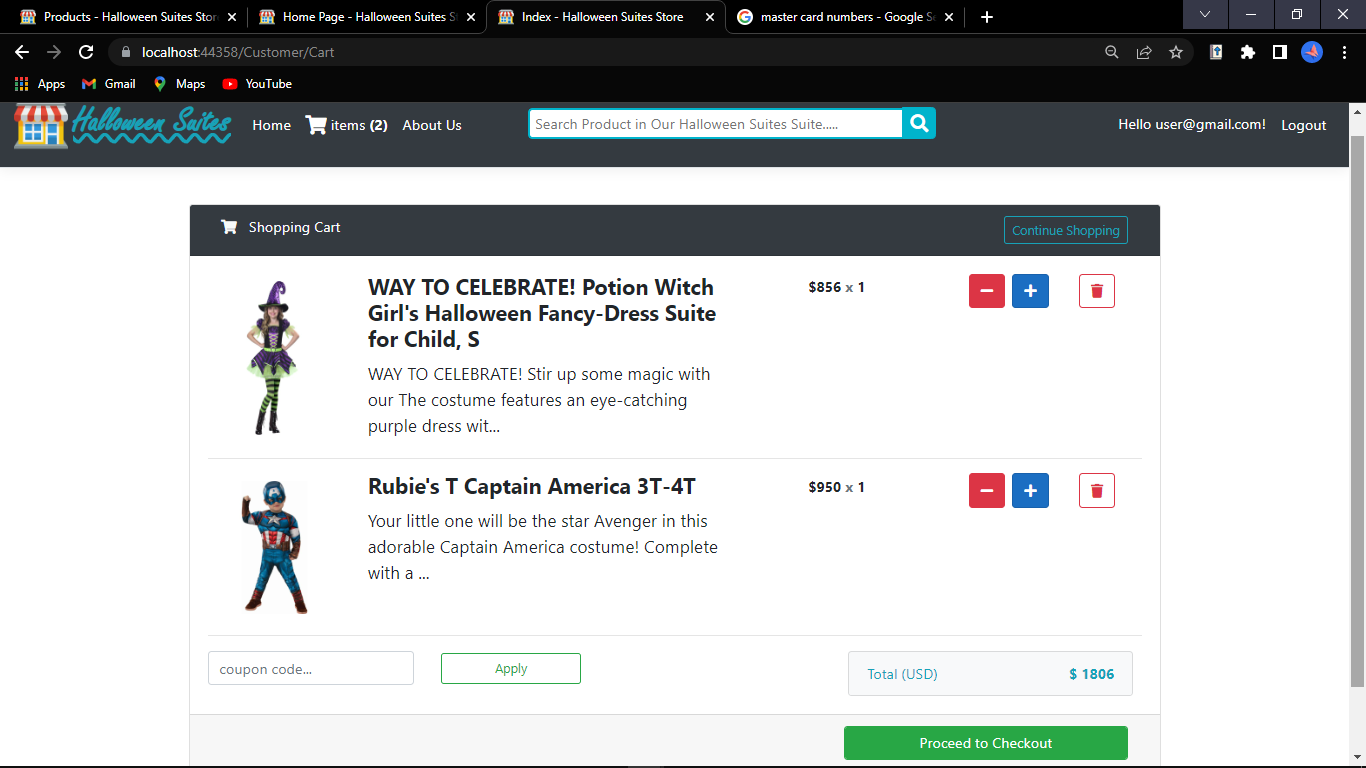 Products - Halloween Suites Stor
Home Page - Halloween Suites S
Index - Halloween Suites Store
master card numbers - Google Se
localhost:44358/Customer/Cart
Apps
Gmail
Maps
YouTube
Halloween Suites
Home
items (2)
About Us
Search Product in Our Halloween Suites Suite.....
Hello user@gmail.com!
Logout
Shopping Cart
Continue Shopping
WAY TO CELEBRATE! Potion Witch
Girl's Halloween Fancy-Dress Suite
for Child, S
$856 x 1
WAY TO CELEBRATE! Stir up some magic with
our The costume features an eye-catching
purple dress wit...
Rubie's T Captain America 3T-4T
$950 x 1
Your little one will be the star Avenger in this
adorable Captain America costume! Complete
with a ...
coupon code...
Apply
Total (USD)
$ 1806
Proceed to Checkout